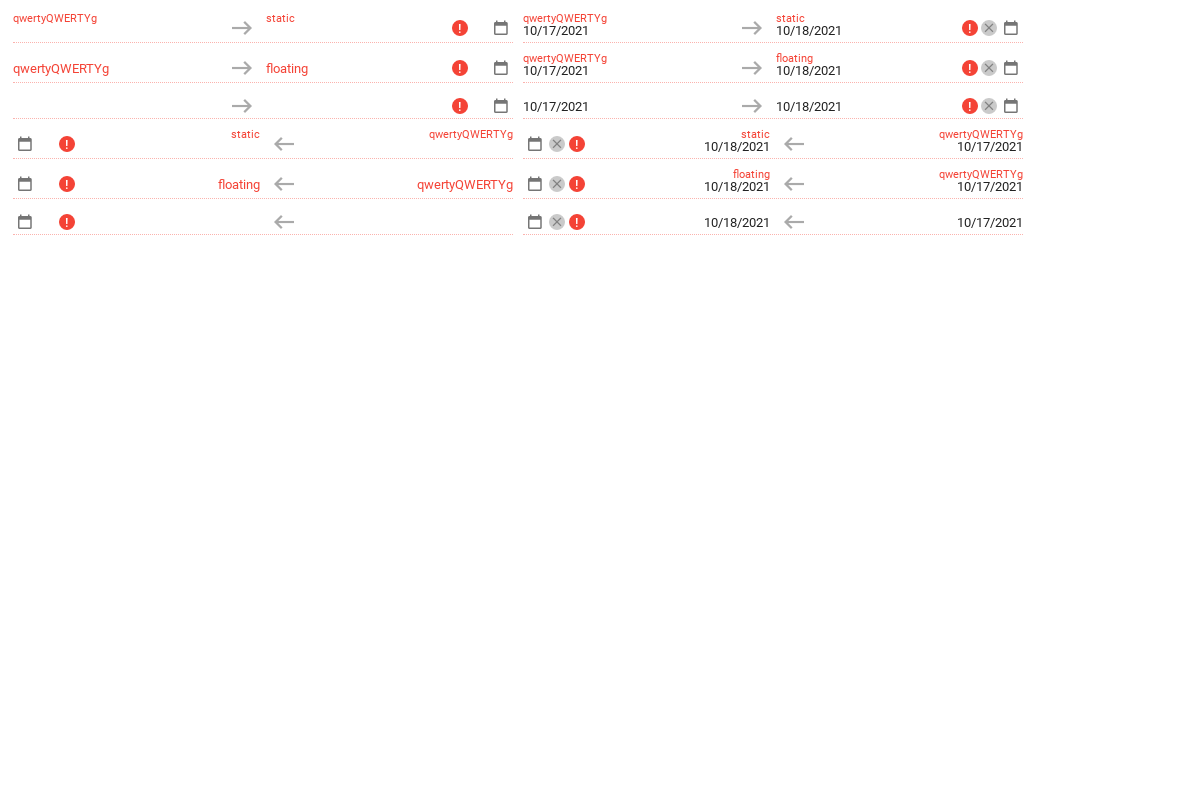 qwertyQWERTYg static qwertyQWERTYg static
10/17/2021 10/18/2021
qwertyQWERTYg floating qwertyQWERTYg floating
10/17/2021 10/18/2021
10/17/2021 10/18/2021
static qwertyQWERTYg static qwertyQWERTYg
10/18/2021 10/17/2021
floating qwertyQWERTYg floating qwertyQWERTYg
10/18/2021 10/17/2021
10/18/2021 10/17/2021